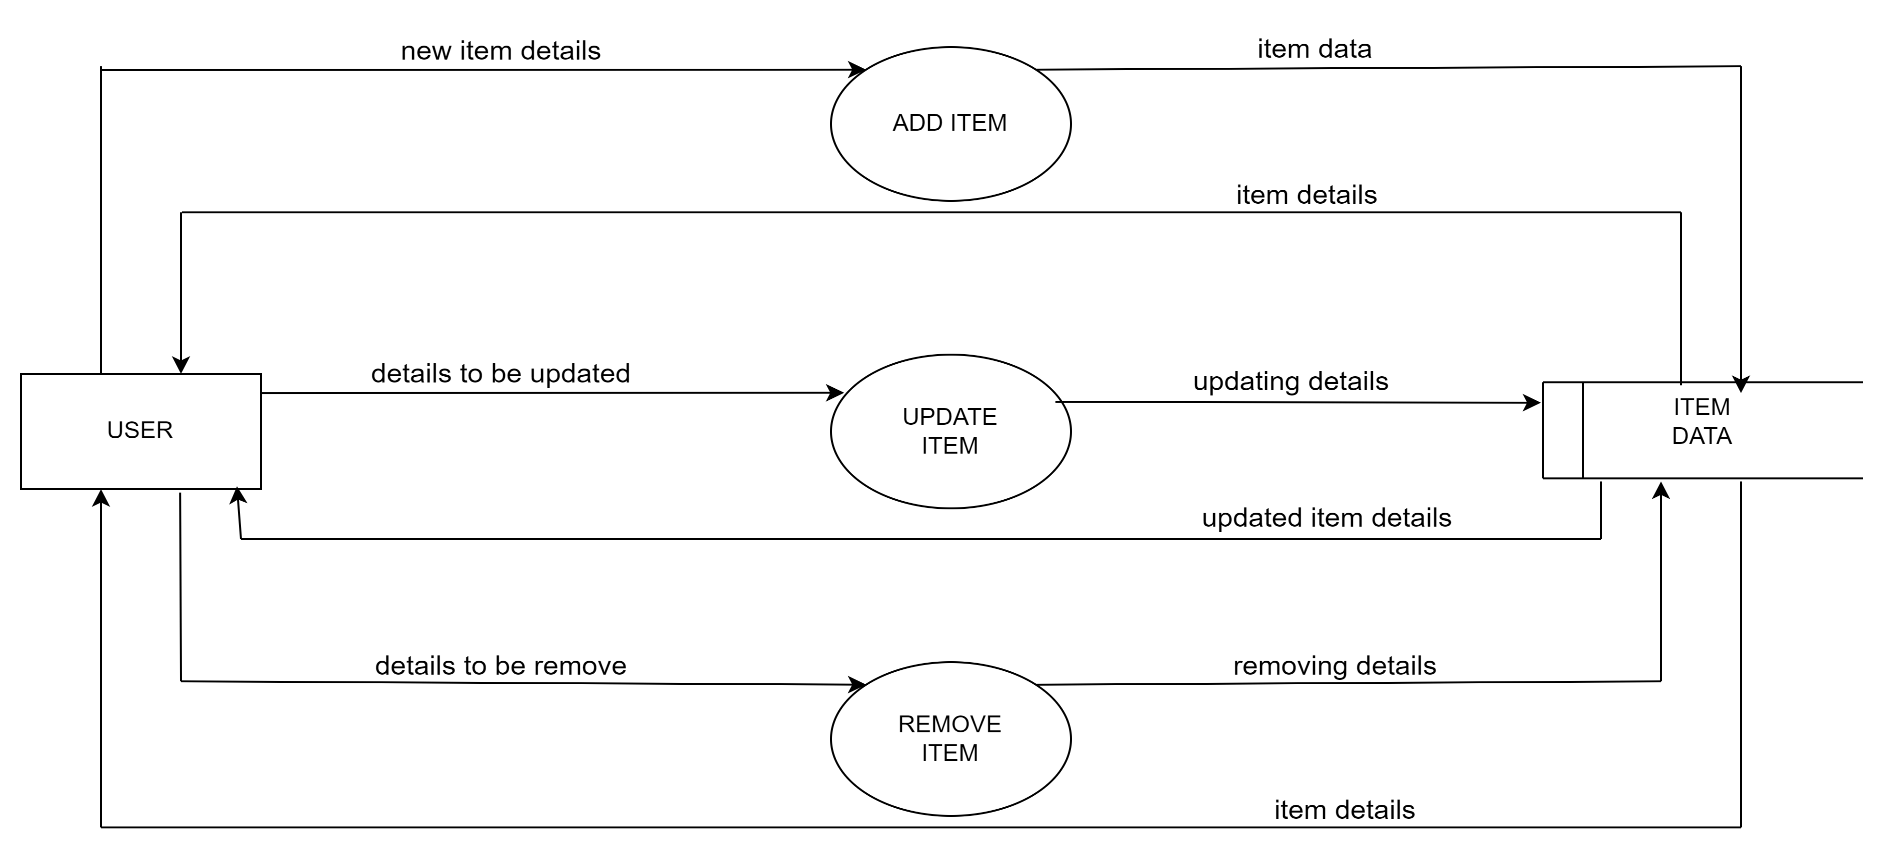 new item details
item data
ADD ITEM
item details
details to be updated
updating details
USER
UPDATE
ITEM
ITEM
DATA
updated item details
details to be remove
removing details
REMOVE
ITEM
item details